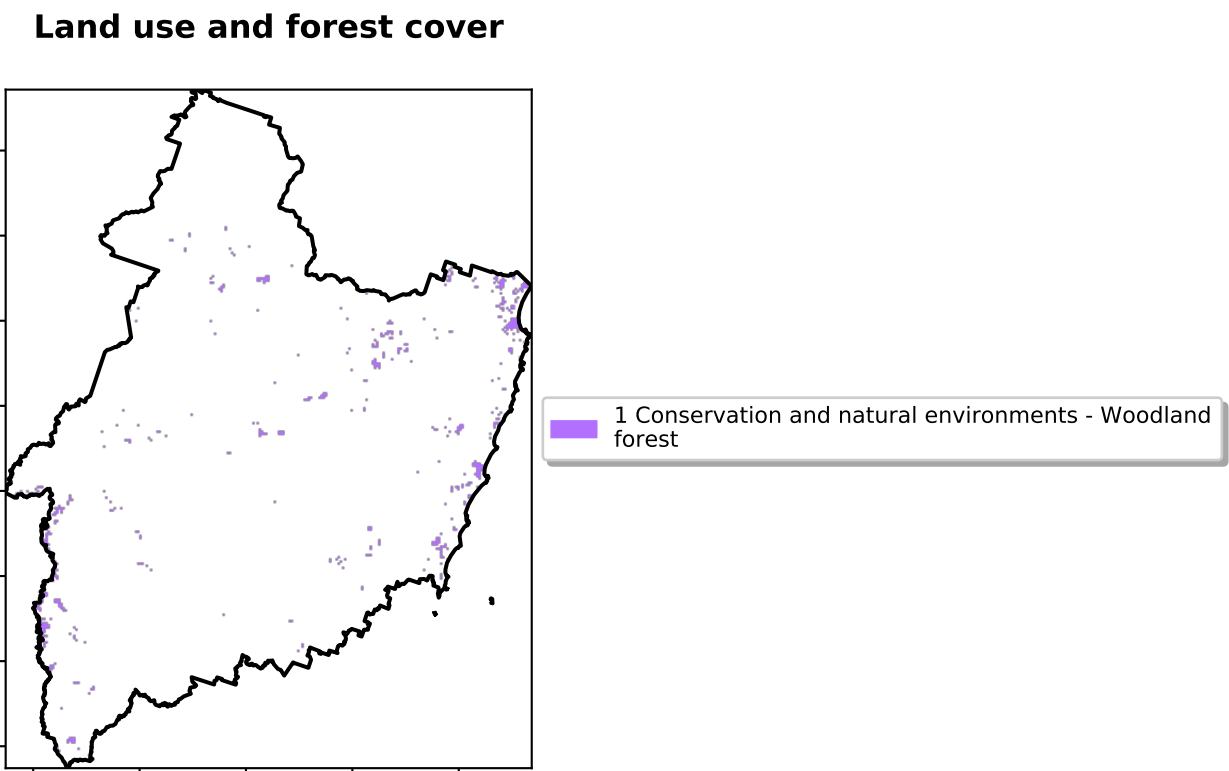 Land use and forest cover
1 Conservation and natural environments - Woodland
forest